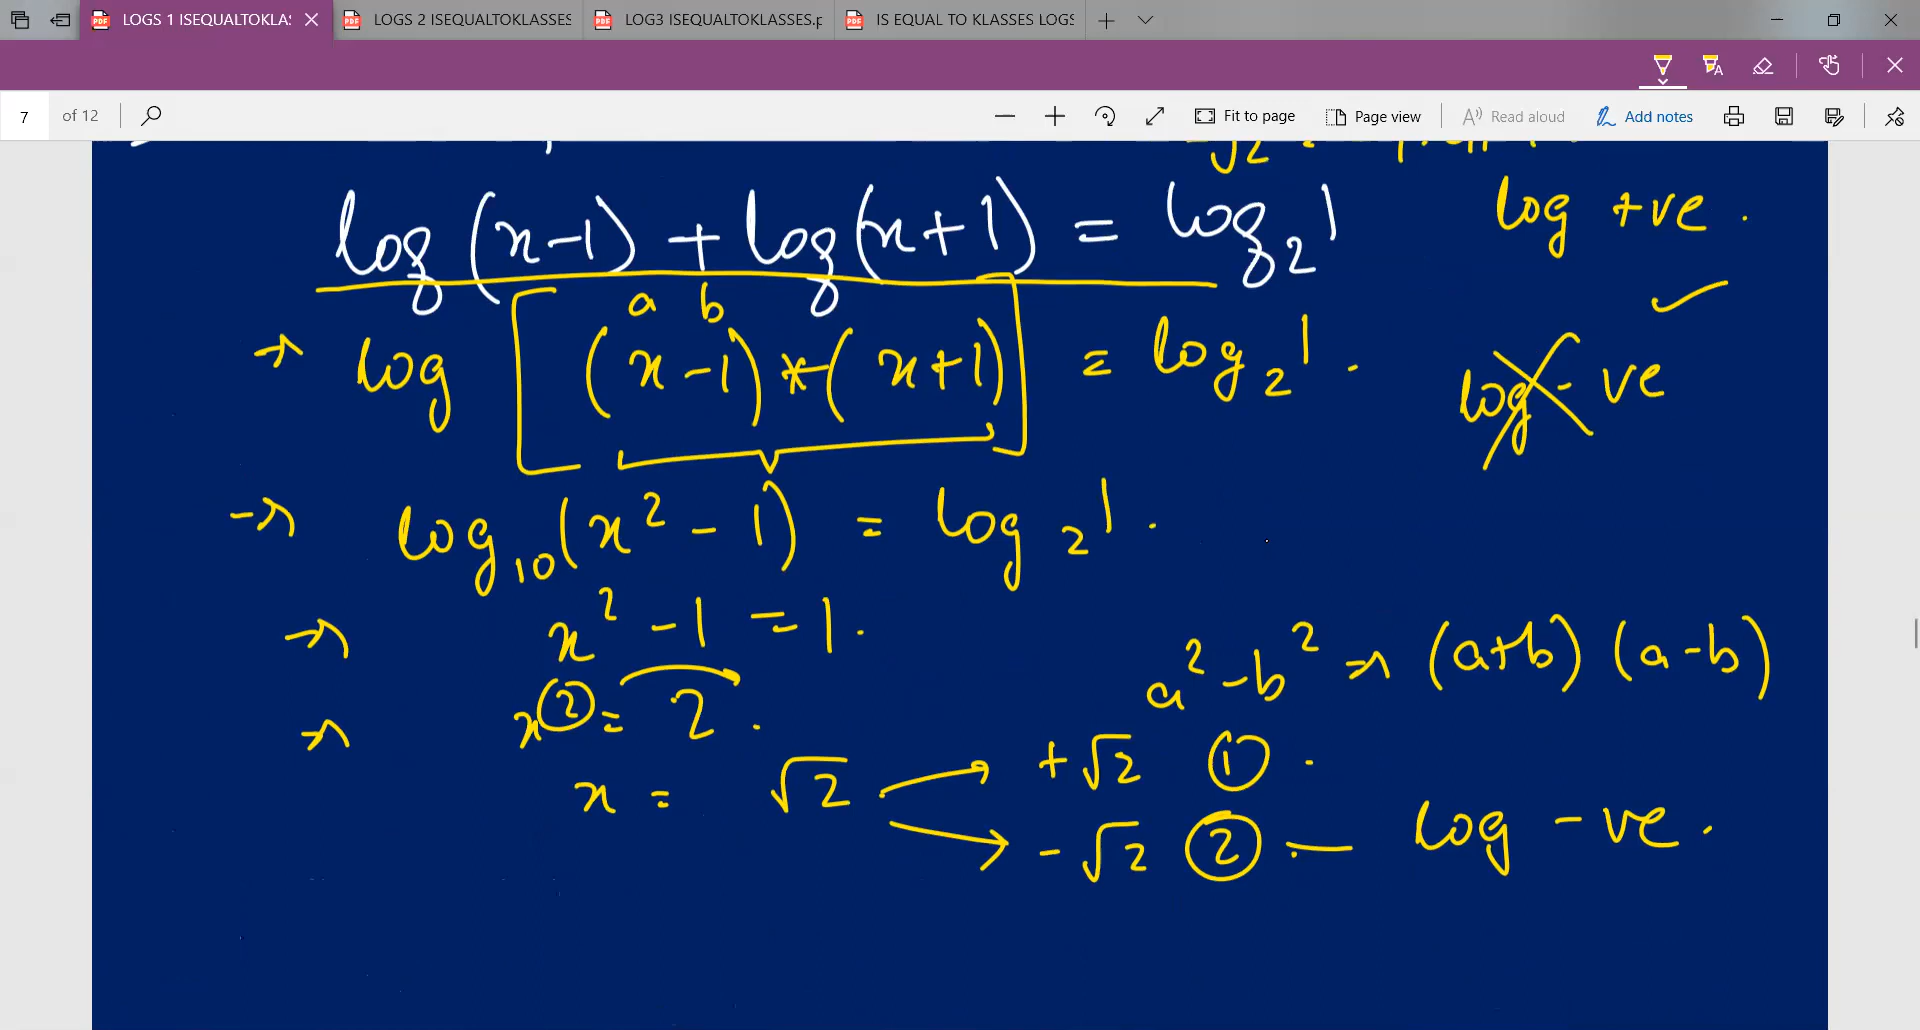 LOGS 1 ISEQUALTOKLAS
LOGS 2 ISEQUALTOKLASSES
LOG3 ISEQUALTOKLASSES.p
IS EQUAL TO KLASSES LOGS
7 of 12
Fit to page
Page view
Read aloud
Add notes
log (x-1) + log (x+1) = log₂ 1
log +ve.
a b
→ log [(x-1)*(x+1)] = log₂ 1.
log - ve
→ log₁₀ (x² - 1) = log ₂ 1.
→ x² - 1 = 1.
a² - b² → (a+b) (a-b)
→ x² = 2.
x = √2
+√2 ①.
-√2 ② — log -ve.